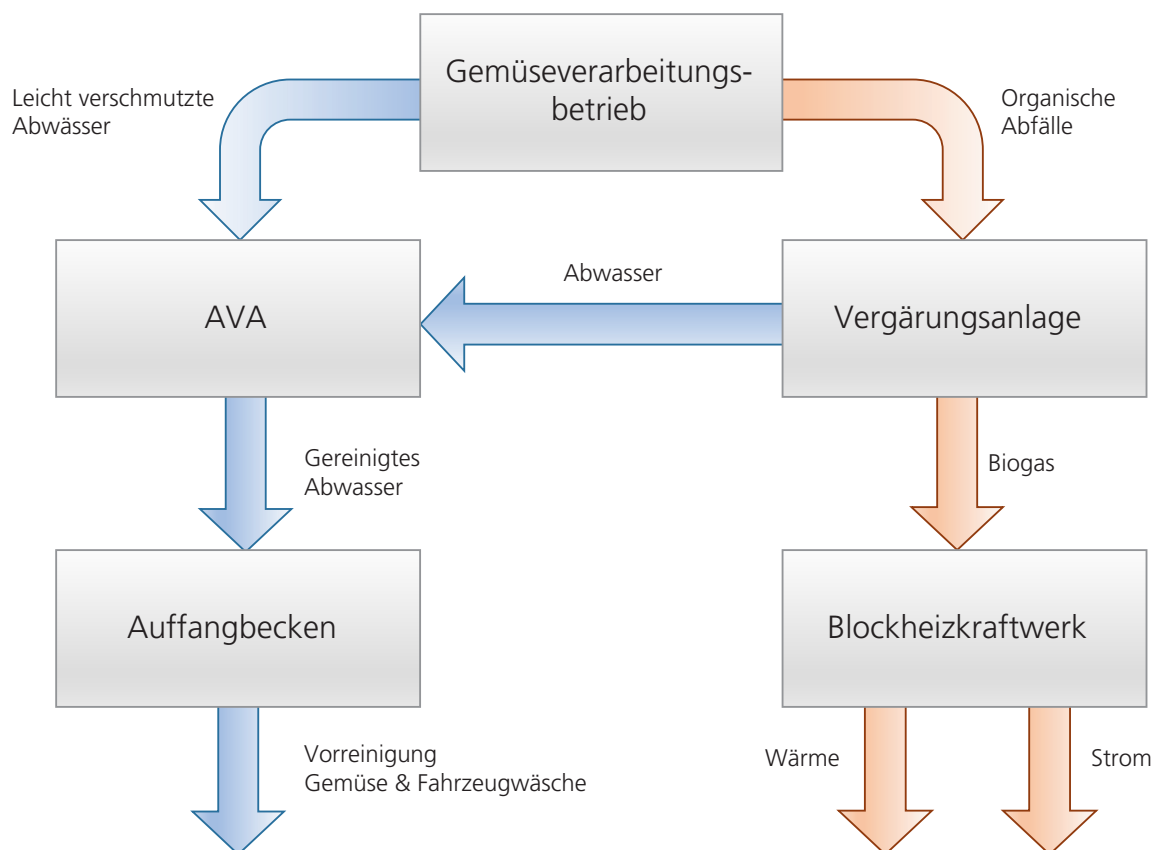 Gemüseverarbeitungs-
betrieb
Leicht verschmutzte
Abwässer
Organische
Abfälle
AVA
Abwasser
Vergärungsanlage
Gereinigtes
Abwasser
Biogas
Auffangbecken
Blockheizkraftwerk
Vorreinigung
Gemüse & Fahrzeugwäsche
Wärme
Strom